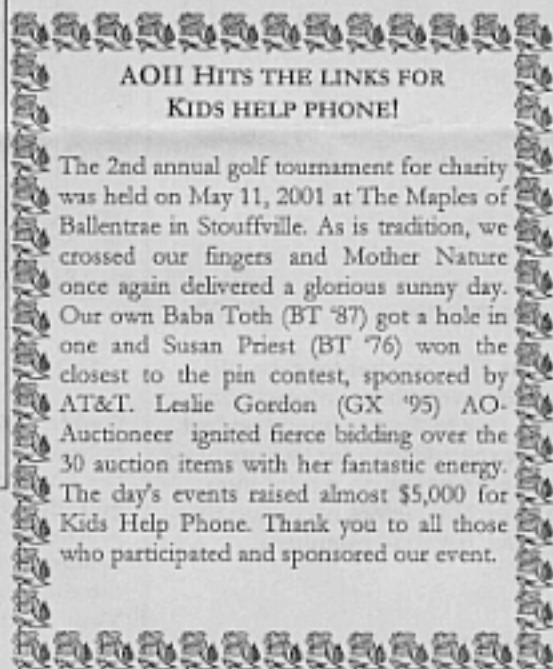 AOII HITS THE LINKS FOR
KIDS HELP PHONE!
The 2nd annual golf tournament for charity
was held on May 11, 2001 at The Maples of
Ballentrae in Stouffville. As is tradition, we
crossed our fingers and Mother Nature
once again delivered a glorious sunny day.
Our own Baba Toth (BT '87) got a hole in
one and Susan Priest (BT '76) won the
closest to the pin contest, sponsored by
AT&T. Leslie Gordon (GX '95) AO-
Auctioneer ignited fierce bidding over the
30 auction items with her fantastic energy.
The day's events raised almost $5,000 for
Kids Help Phone. Thank you to all those
who participated and sponsored our event.